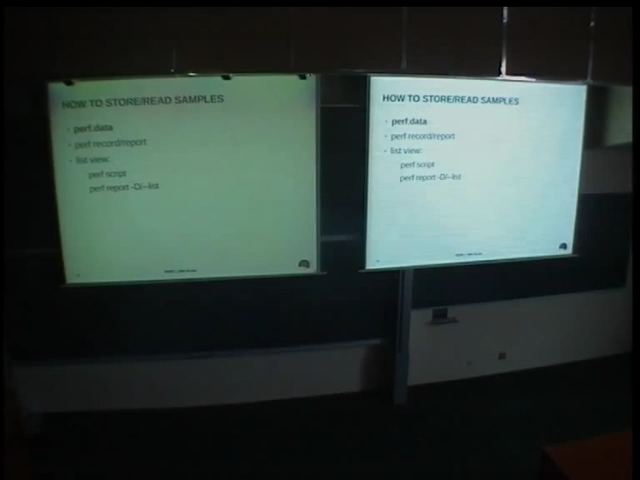 HOW TO STORE/READ SAMPLES
perf.data
perf record/report
list view:
perf script
perf report -D/--list
HOW TO STORE/READ SAMPLES
perf.data
perf record/report
list view:
perf script
perf report -D/--list